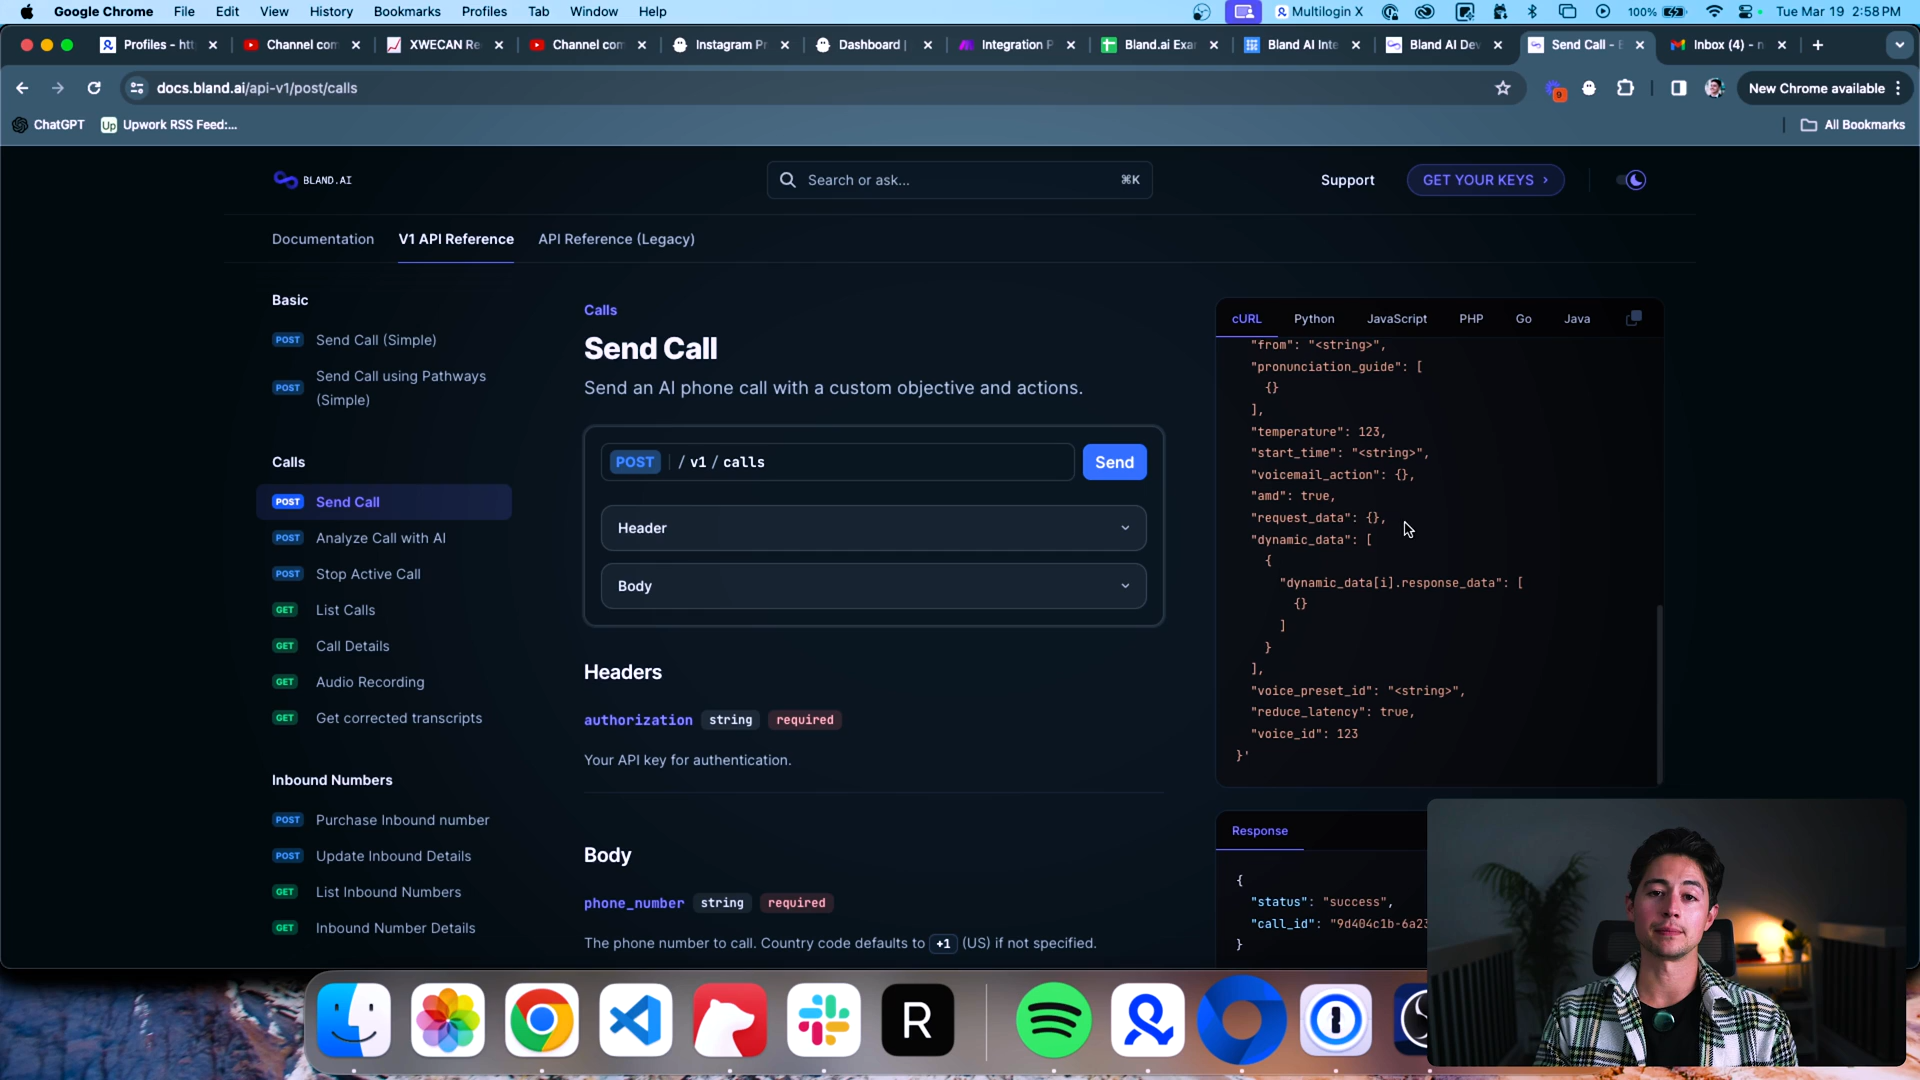 Google Chrome File Edit View History Bookmarks Profiles Tab Window Help
Multilogin X 100% Tue Mar 19 2:58 PM
Profiles - htt Channel com XWECAN Re Channel com Instagram Pr Dashboard | Integration P Bland.ai Exa Bland AI Inte Bland AI Dev Send Call - B Inbox (4) - n
docs.bland.ai/api-v1/post/calls
9
New Chrome available
ChatGPT
Up Upwork RSS Feed:...
All Bookmarks
BLAND.AI
Search or ask...
⌘K
Support
GET YOUR KEYS ›
Documentation
V1 API Reference
API Reference (Legacy)
Basic
POST Send Call (Simple)
POST Send Call using Pathways
(Simple)
Calls
POST Send Call
POST Analyze Call with AI
POST Stop Active Call
GET List Calls
GET Call Details
GET Audio Recording
GET Get corrected transcripts
Inbound Numbers
POST Purchase Inbound number
POST Update Inbound Details
GET List Inbound Numbers
GET Inbound Number Details
Calls
Send Call
Send an AI phone call with a custom objective and actions.
POST / v1 / calls
Send
Header
Body
Headers
authorization string required
Your API key for authentication.
Body
phone_number string required
The phone number to call. Country code defaults to +1 (US) if not specified.
cURL Python JavaScript PHP Go Java
"from": "<string>",
"pronunciation_guide": [
{}
],
"temperature": 123,
"start_time": "<string>",
"voicemail_action": {},
"amd": true,
"request_data": {},
"dynamic_data": [
{
"dynamic_data[i].response_data": [
{}
]
}
],
"voice_preset_id": "<string>",
"reduce_latency": true,
"voice_id": 123
}'
Response
{
"status": "success",
"call_id": "9d404c1b-6a23
}
R